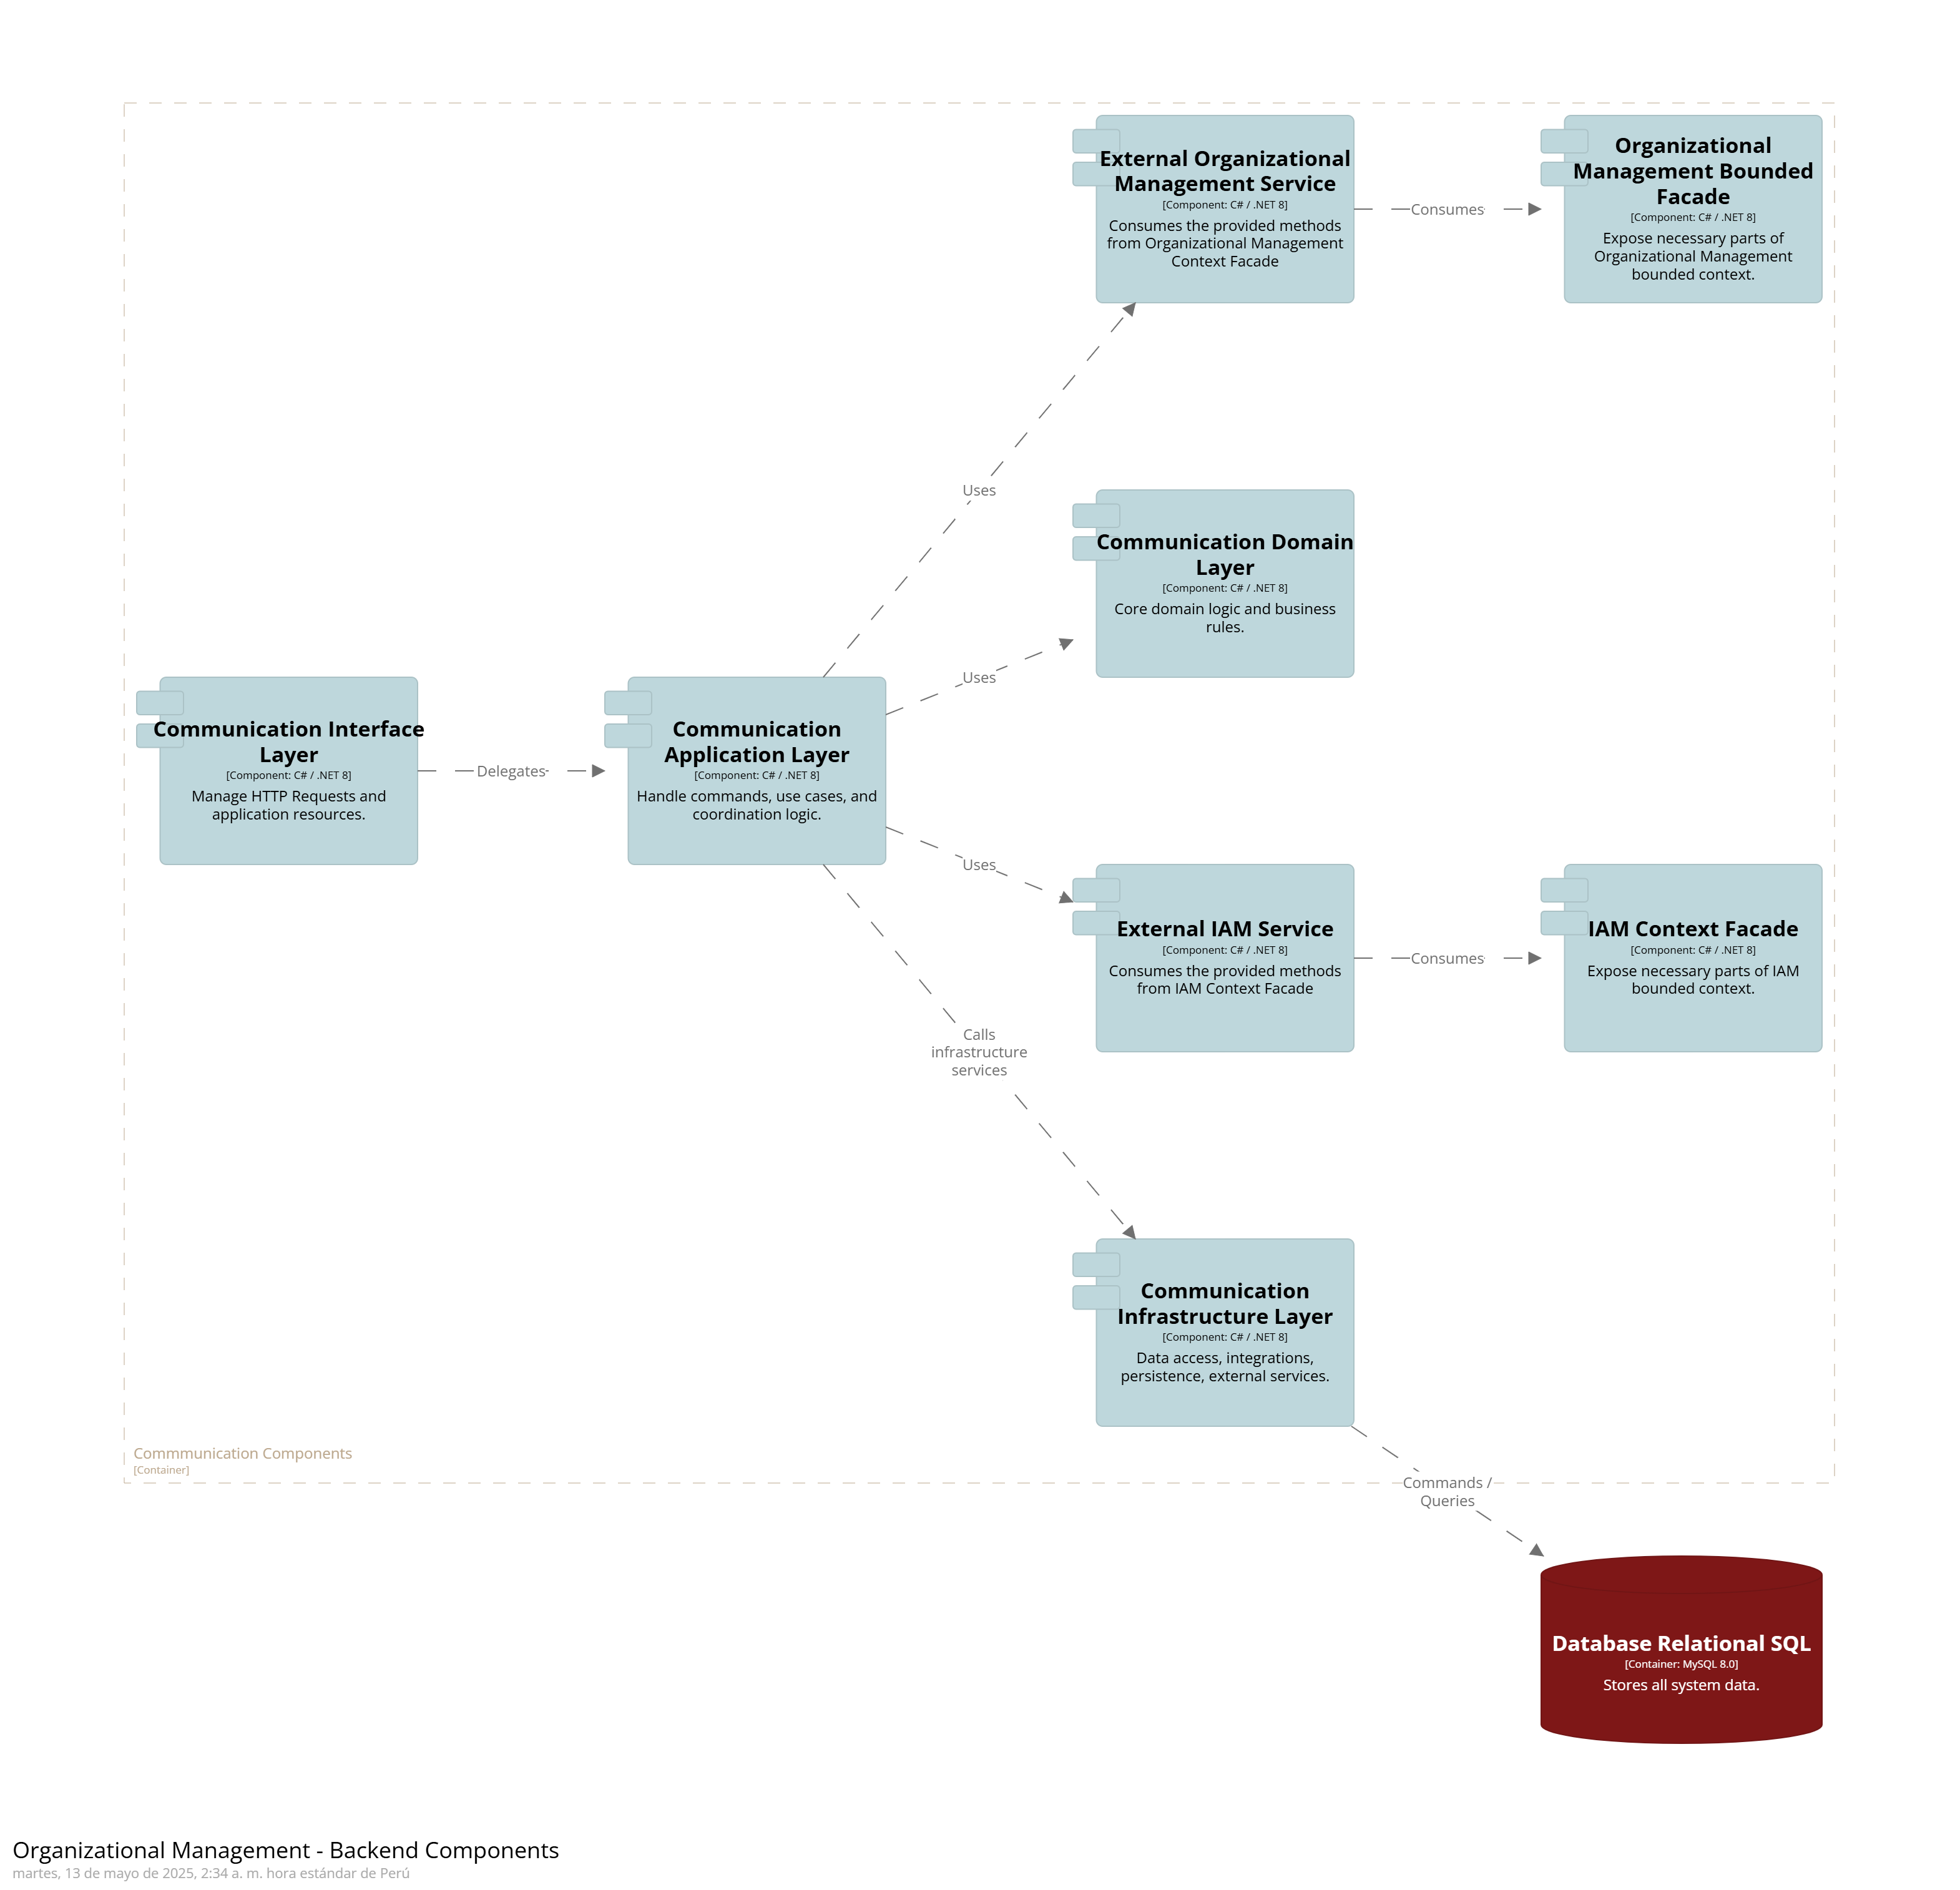 External Organizational
Management Service
[Component: C# / .NET 8]
Consumes the provided methods
from Organizational Management
Context Facade
Consumes
Organizational
Management Bounded
Facade
[Component: C# / .NET 8]
Expose necessary parts of
Organizational Management
bounded context.
Uses
Communication Domain
Layer
[Component: C# / .NET 8]
Core domain logic and business
rules.
Uses
Communication Interface
Layer
[Component: C# / .NET 8]
Manage HTTP Requests and
application resources.
Delegates
Communication
Application Layer
[Component: C# / .NET 8]
Handle commands, use cases, and
coordination logic.
Uses
External IAM Service
[Component: C# / .NET 8]
Consumes the provided methods
from IAM Context Facade
Consumes
IAM Context Facade
[Component: C# / .NET 8]
Expose necessary parts of IAM
bounded context.
Calls
infrastructure
services
Communication
Infrastructure Layer
[Component: C# / .NET 8]
Data access, integrations,
persistence, external services.
Commmunication Components
[Container]
Commands /
Queries
Database Relational SQL
[Container: MySQL 8.0]
Stores all system data.
Organizational Management - Backend Components
martes, 13 de mayo de 2025, 2:34 a. m. hora estándar de Perú